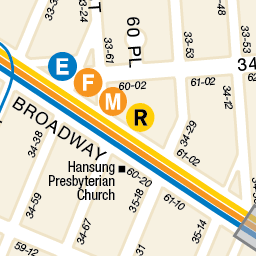 T
60 PL
33-61
33-63
33-53
33-53
34
E
F
M
R
60-02
61-02
34-12
34-29
61-02
BROADWAY
34-38
Hansung
Presbyterian
Church
60-20
35-18
61-10
35-14
34-59
34-67
59-12